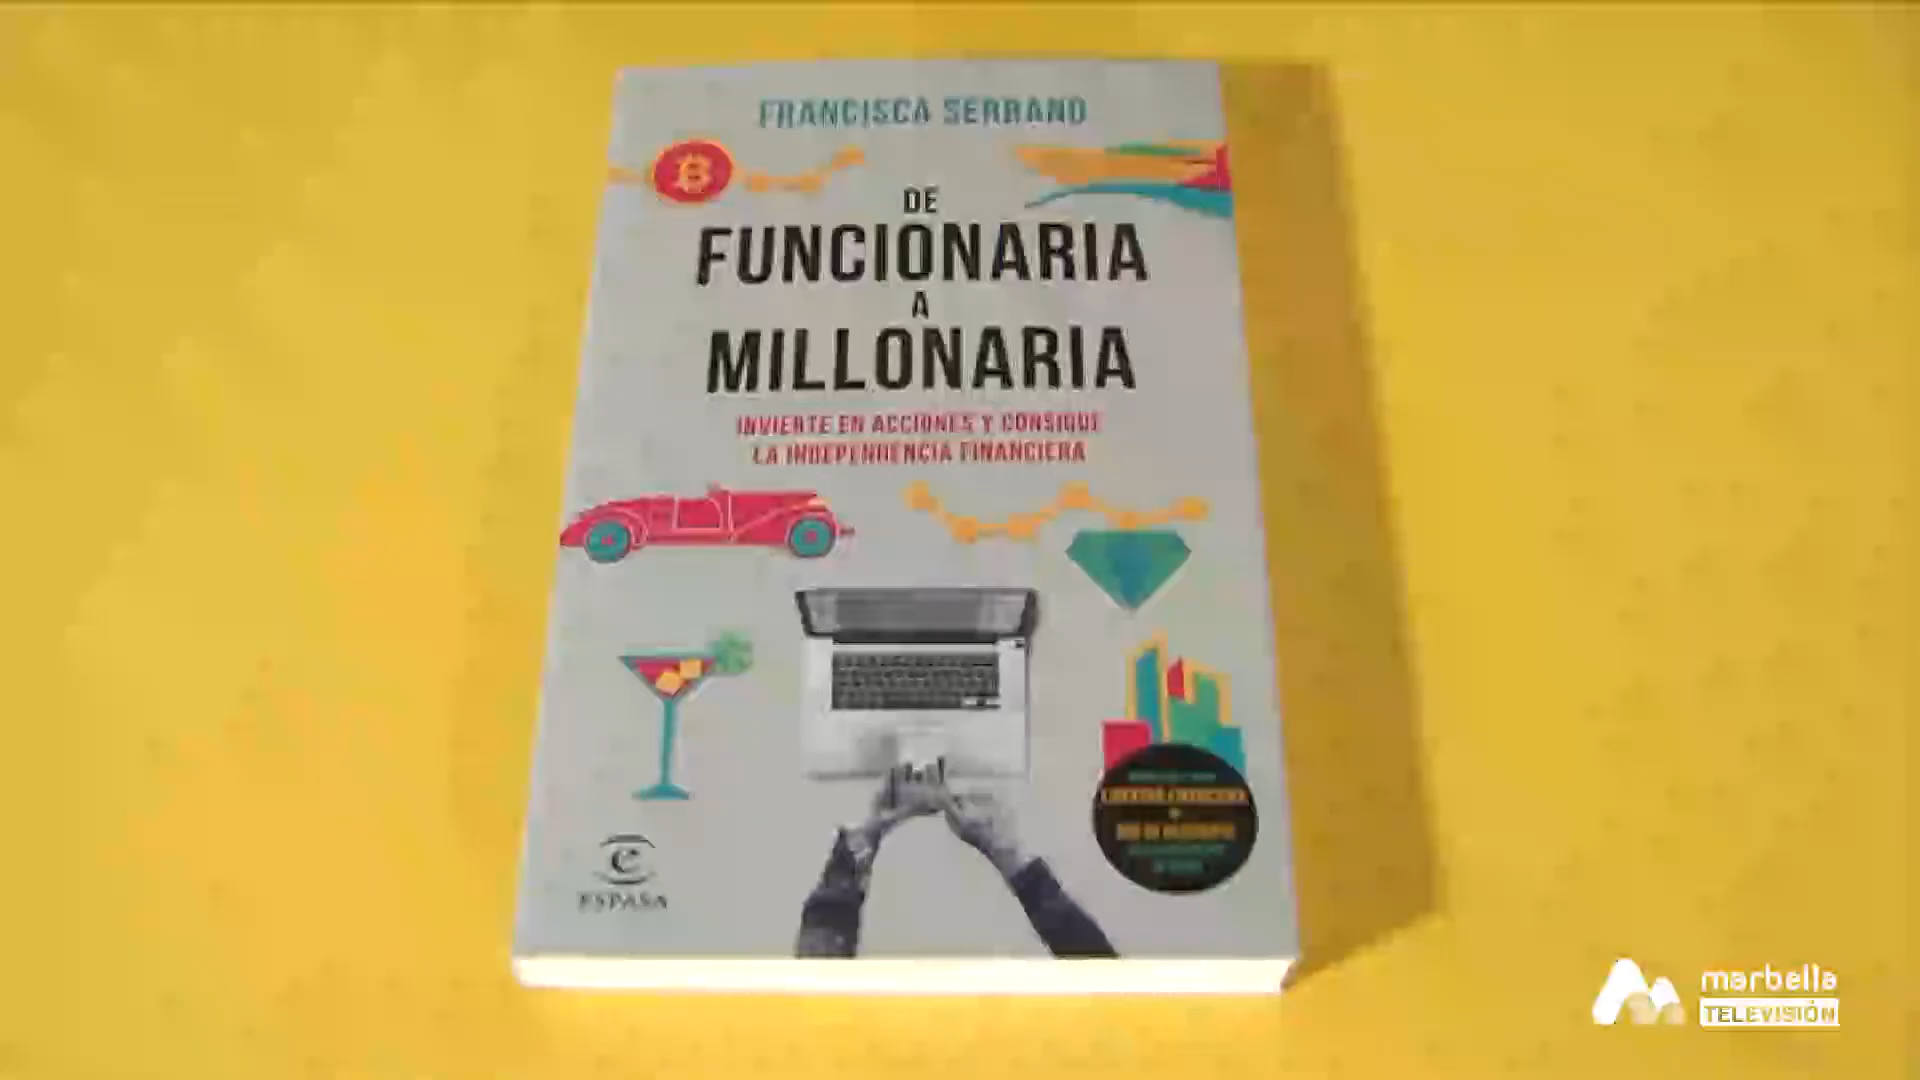 FRANCISCA SERRANO
DE
FUNCIONARIA
A
MILLONARIA
INVIERTE EN ACCIONES Y CONSIGUE
LA INDEPENDENCIA FINANCIERA
e
ESPASA
marbella
TELEVISIÓN